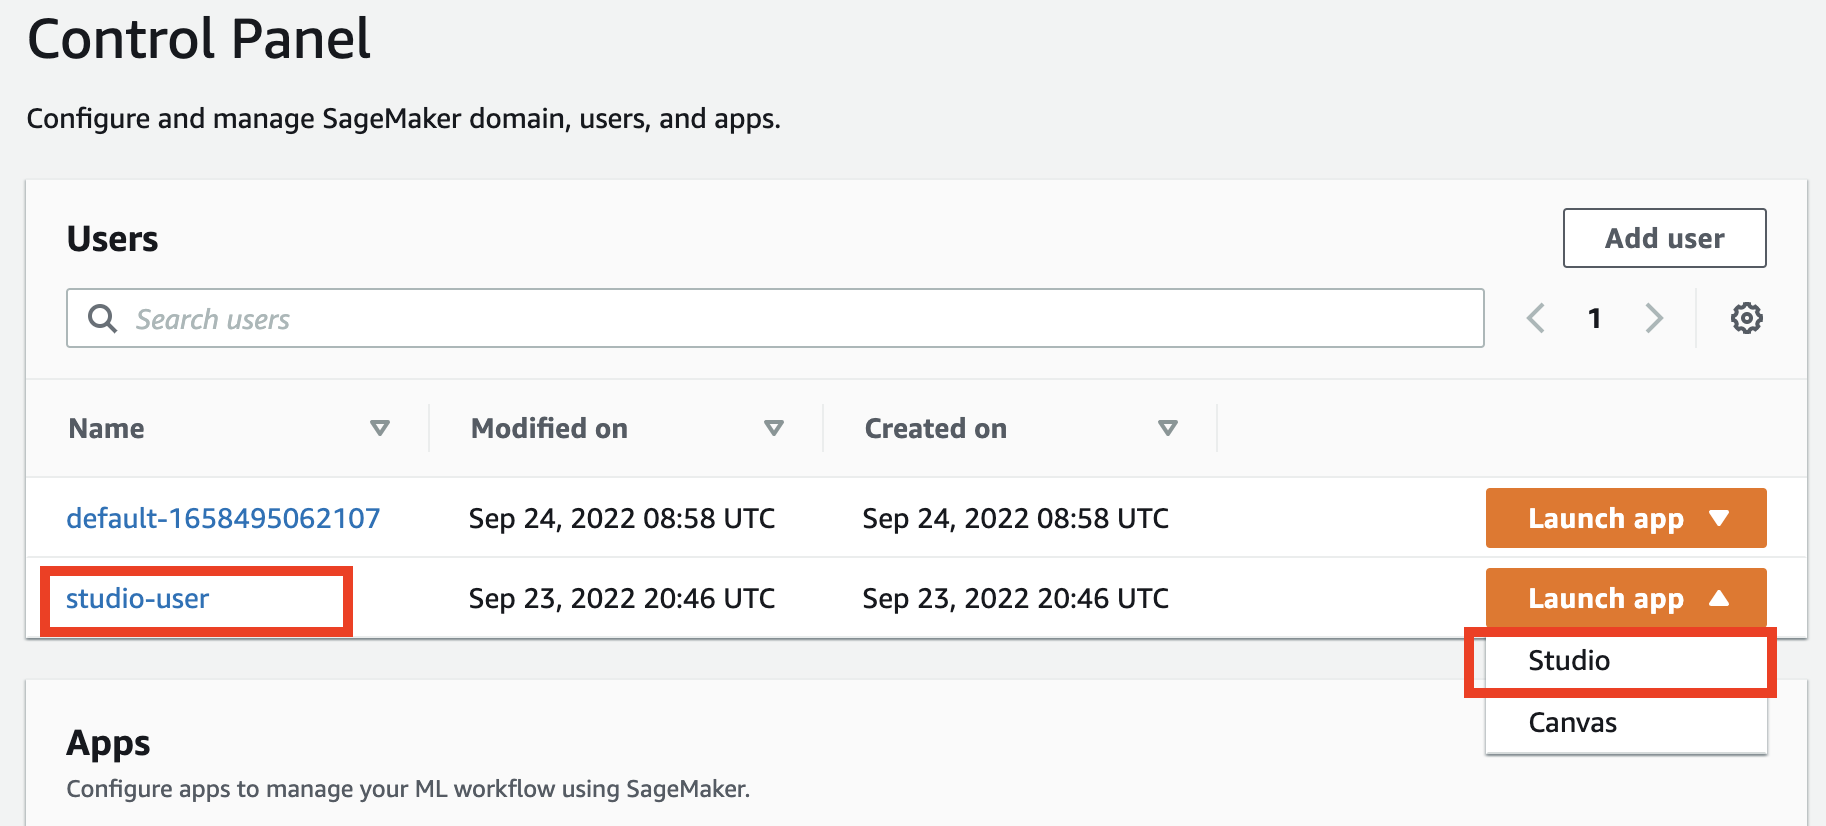 Control Panel
Configure and manage SageMaker domain, users, and apps.
Users
Add user
Search users
1
Name Modified on Created on
default-1658495062107 Sep 24, 2022 08:58 UTC Sep 24, 2022 08:58 UTC Launch app
studio-user Sep 23, 2022 20:46 UTC Sep 23, 2022 20:46 UTC Launch app
Studio
Canvas
Apps
Configure apps to manage your ML workflow using SageMaker.